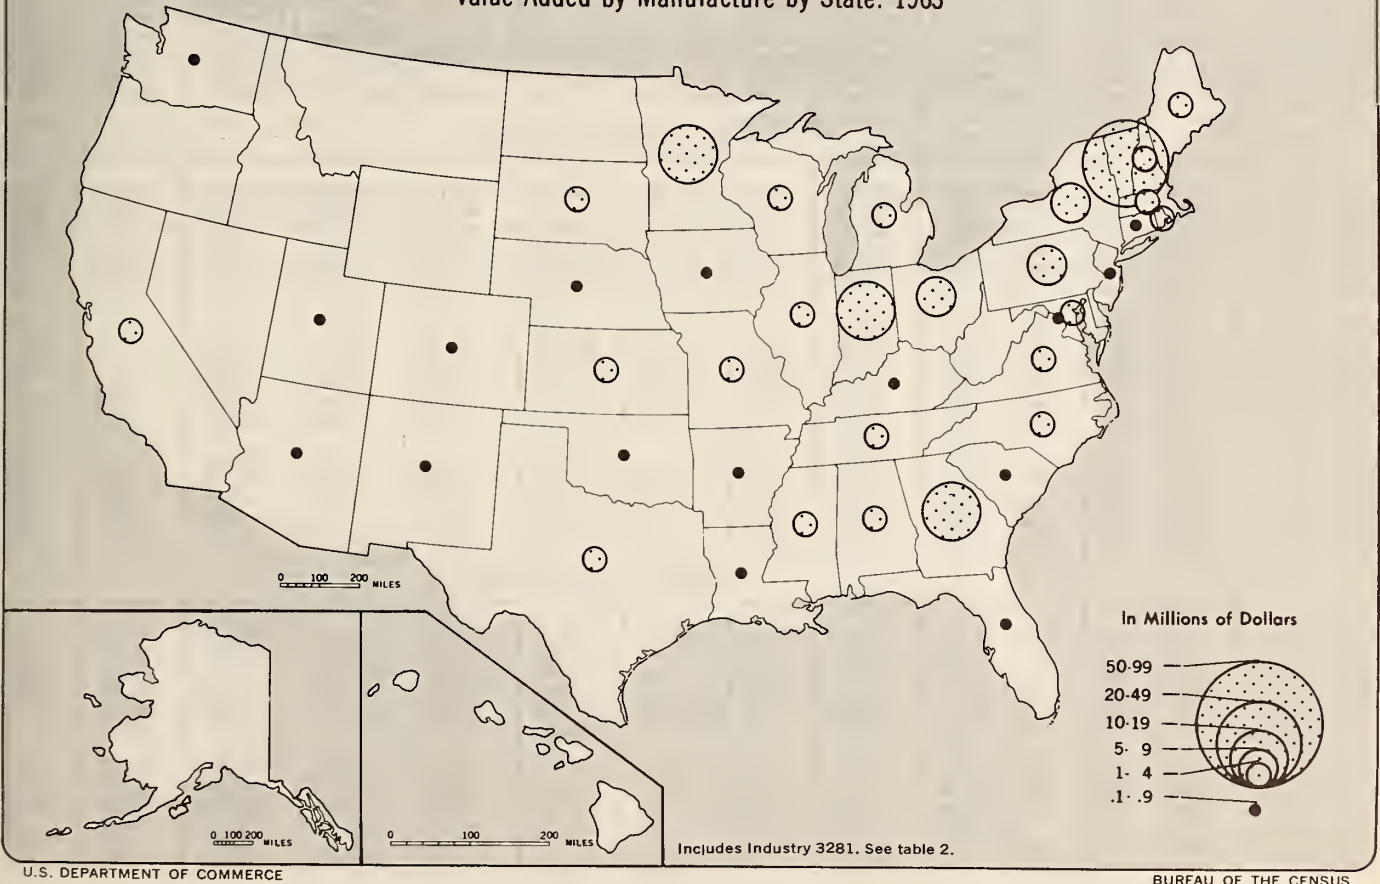 Value Added by Manufacture by State: 1963
0 100 200 MILES
In Millions of Dollars
50-99
20-49
10-19
5- 9
1- 4
.1- .9
0 100 200 MILES
0 100 200 MILES
Includes Industry 3281. See table 2.
U.S. DEPARTMENT OF COMMERCE
BUREAU OF THE CENSUS